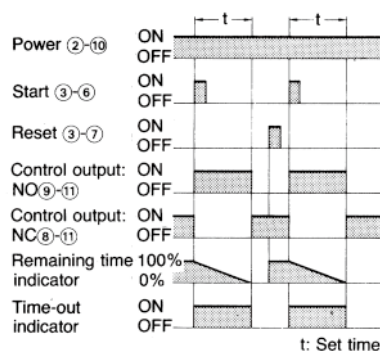 t t
Power ②-⑩ ON
OFF
Start ③-⑥ ON
OFF
Reset ③-⑦ ON
OFF
Control output: ON
NO⑨-⑪ OFF
Control output: ON
NC⑧-⑪ OFF
Remaining time 100%
indicator 0%
Time-out ON
indicator OFF
t: Set time